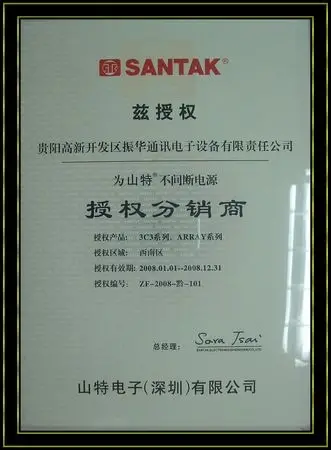 SANTAK®
兹授权
贵阳高新开发区振华通讯电子设备有限责任公司
为山特®不间断电源
授权分销商
授权产品： 3C3系列、ARRAY系列
授权区域： 西南区
授权有效期: 2008.01.01--2008.12.31
授权编号： ZF-2008-黔-101
总经理：
Sara Tsai
山特电子(深圳)有限公司